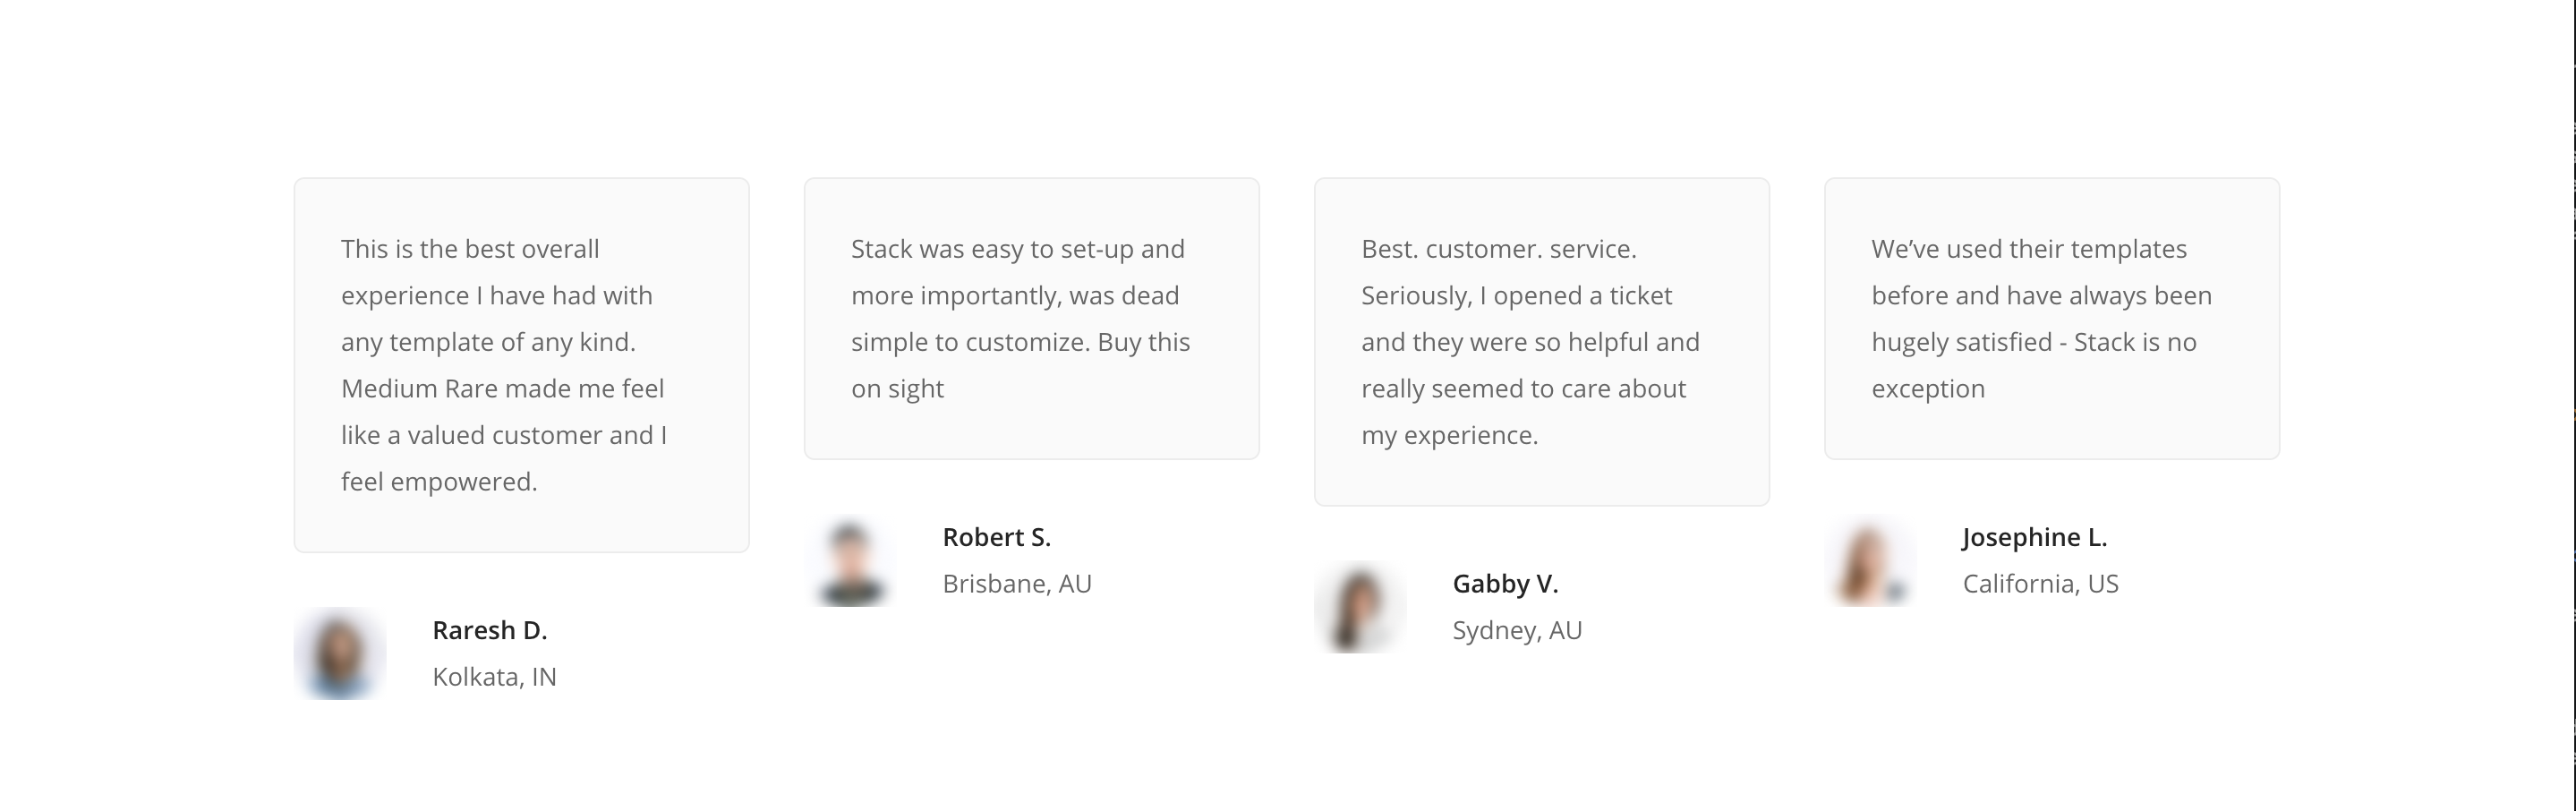 This is the best overall
experience I have had with
any template of any kind.
Medium Rare made me feel
like a valued customer and I
feel empowered.
Raresh D.
Kolkata, IN
Stack was easy to set-up and
more importantly, was dead
simple to customize. Buy this
on sight
Robert S.
Brisbane, AU
Best. customer. service.
Seriously, I opened a ticket
and they were so helpful and
really seemed to care about
my experience.
Gabby V.
Sydney, AU
We’ve used their templates
before and have always been
hugely satisfied - Stack is no
exception
Josephine L.
California, US